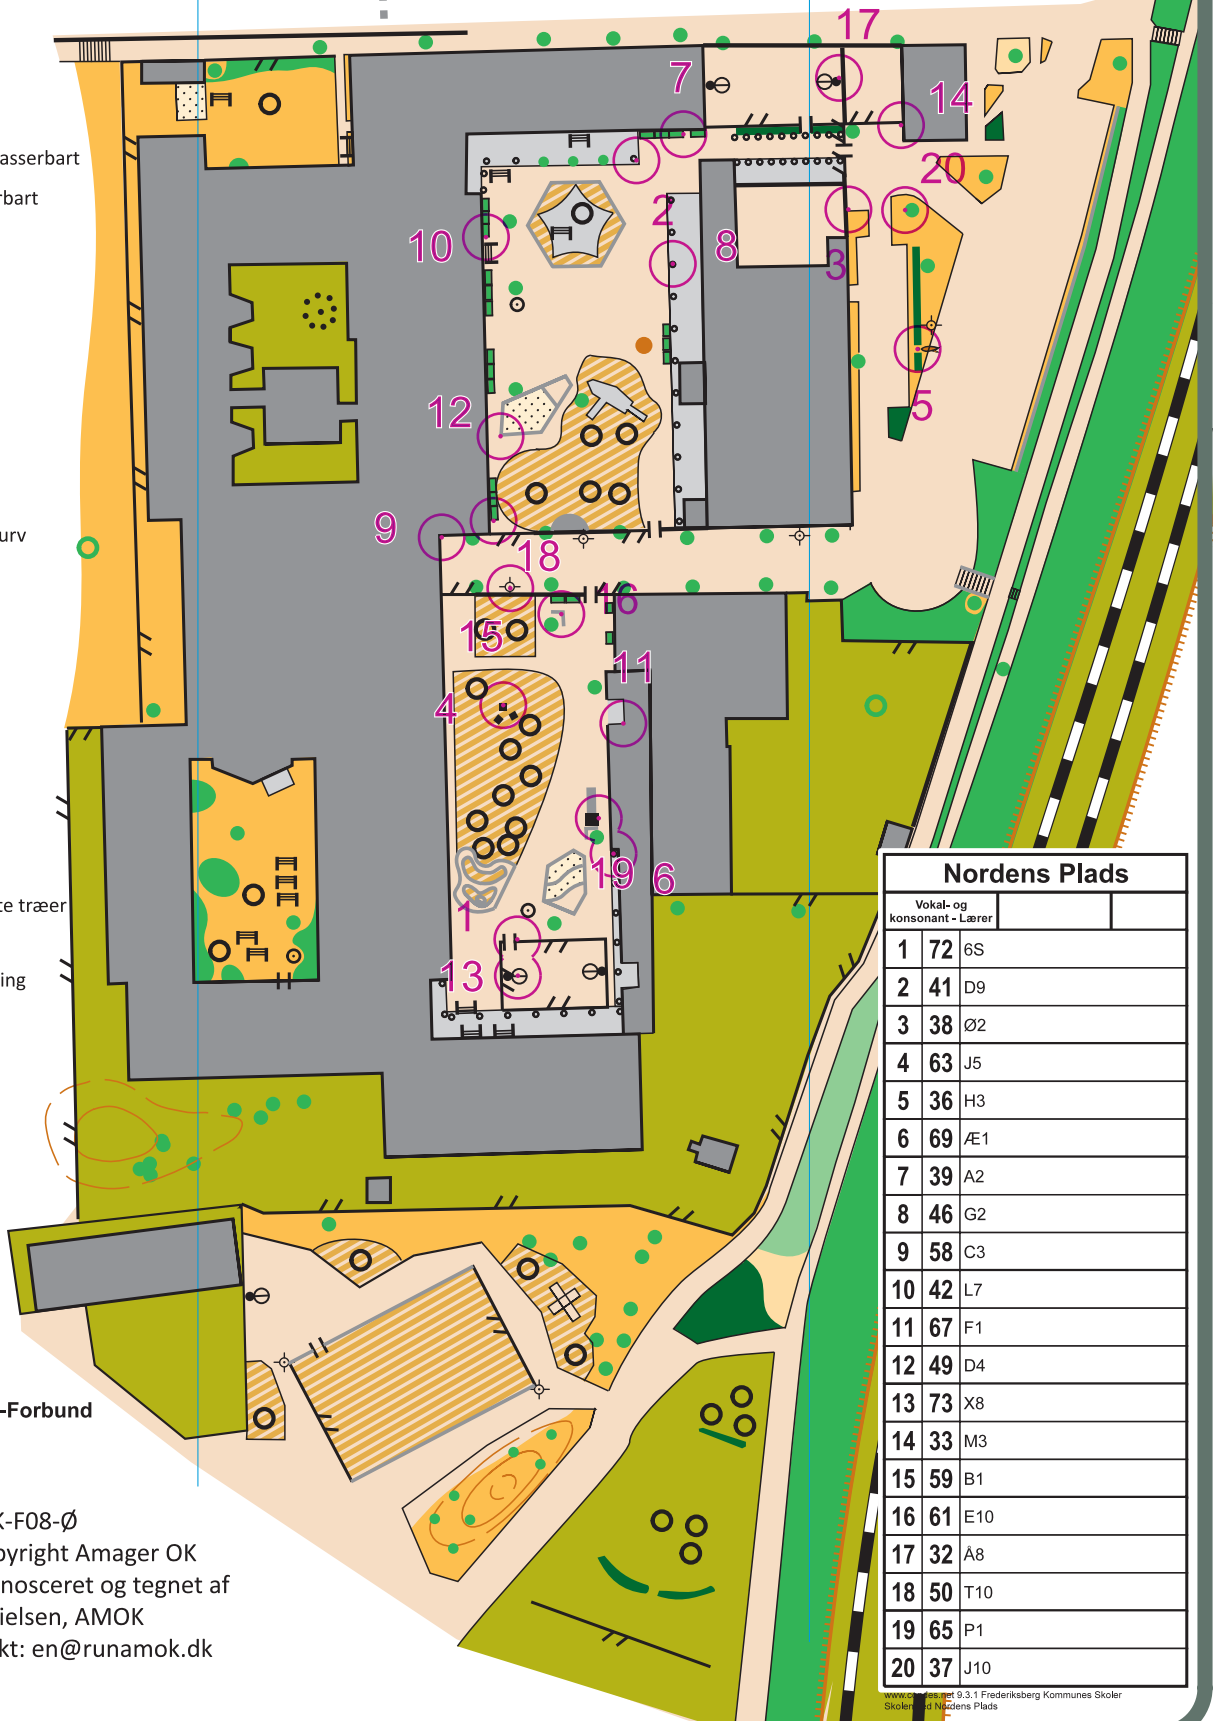 17
7
14
asserbart
20
rbart
2
10
8
3
5
12
urv
9
18
16
15
11
4
19
6
te træer
1
ing
13
Nordens Plads
Vokal- og
konsonant - Lærer
1 72 6S
2 41 D9
3 38 Ø2
4 63 J5
5 36 H3
6 69 Æ1
7 39 A2
8 46 G2
9 58 C3
10 42 L7
11 67 F1
12 49 D4
13 73 X8
14 33 M3
15 59 B1
16 61 E10
17 32 Å8
18 50 T10
19 65 P1
20 37 J10
www.condes.net 9.3.1 Frederiksberg Kommunes Skoler
Skolen ved Nordens Plads
-Forbund
K-F08-Ø
pyright Amager OK
nosceret og tegnet af
ielsen, AMOK
kt: en@runamok.dk